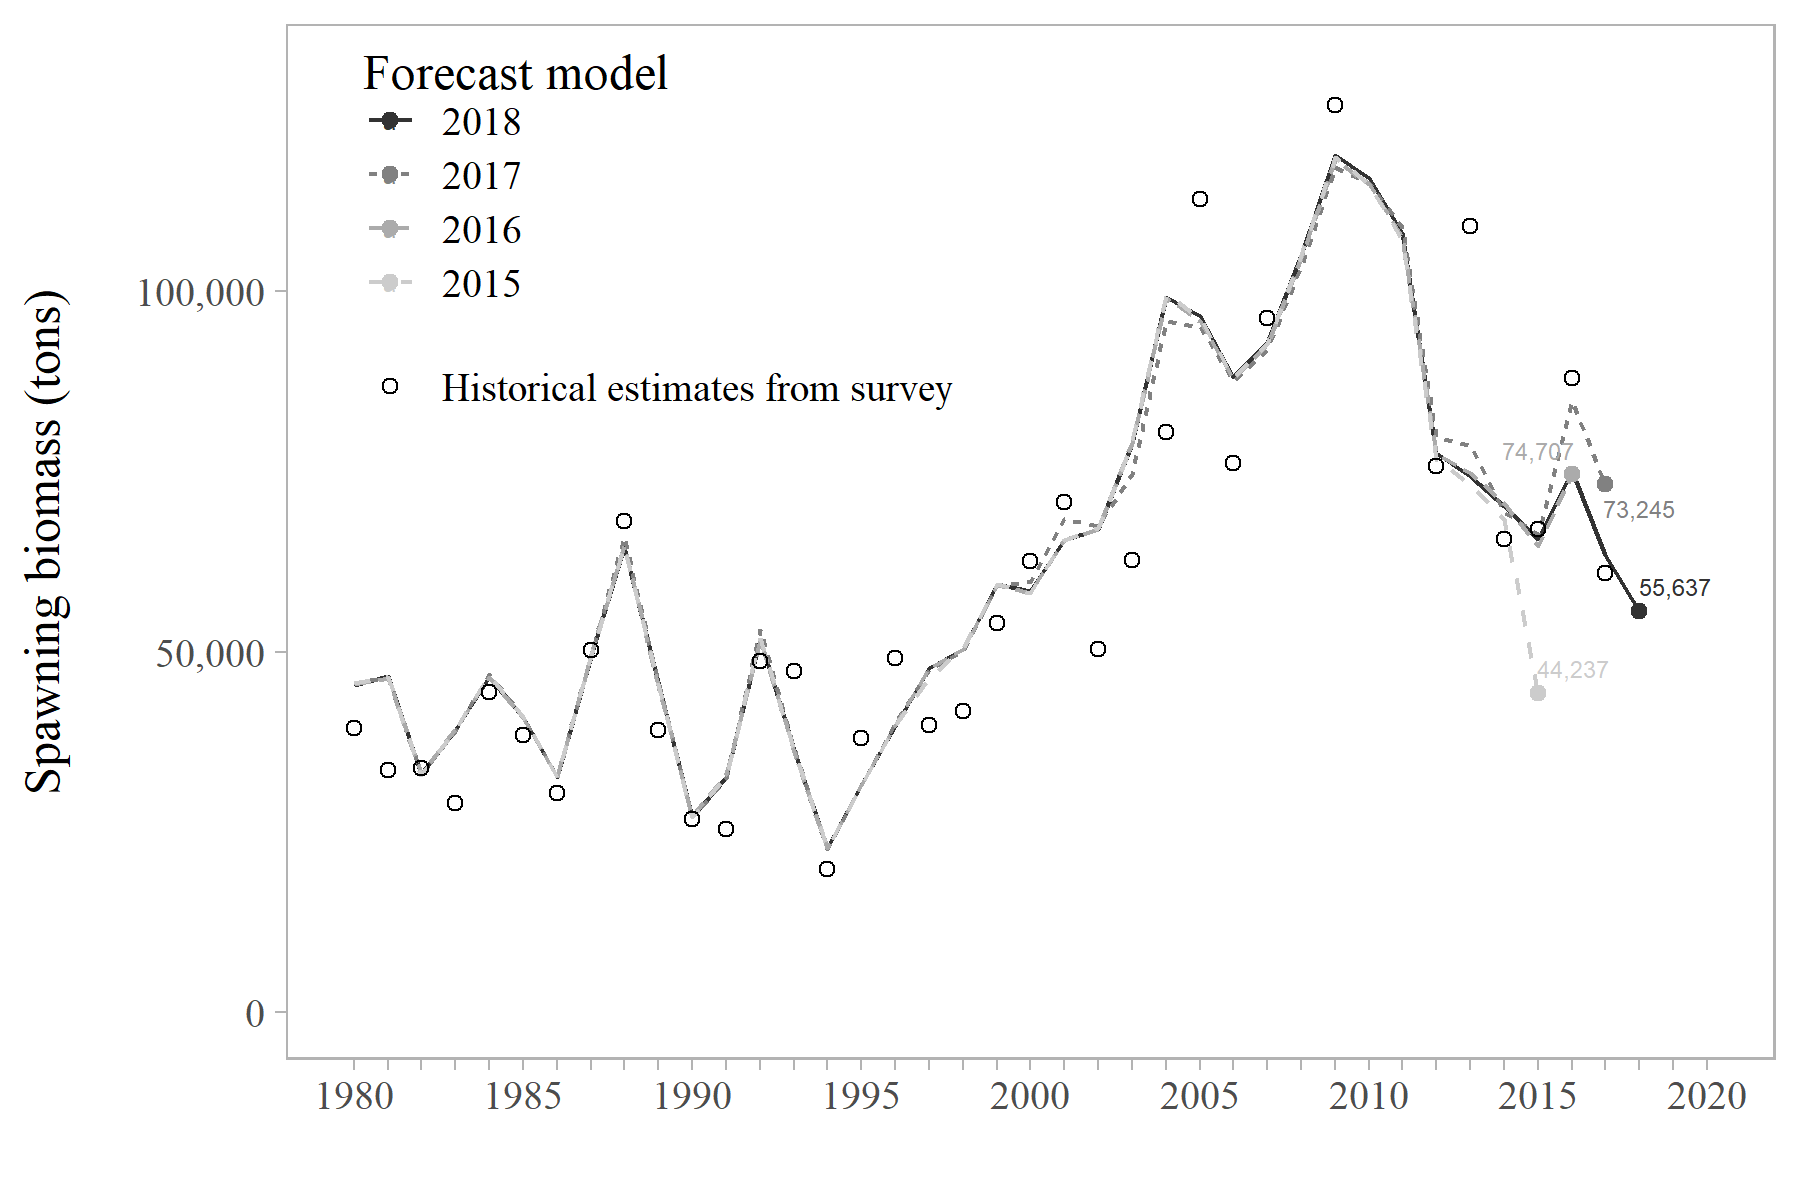 Forecast model
2018
2017
2016
2015
Historical estimates from survey
Spawning biomass (tons)
100,000
50,000
0
74,707
73,245
55,637
44,237
1980 1985 1990 1995 2000 2005 2010 2015 2020